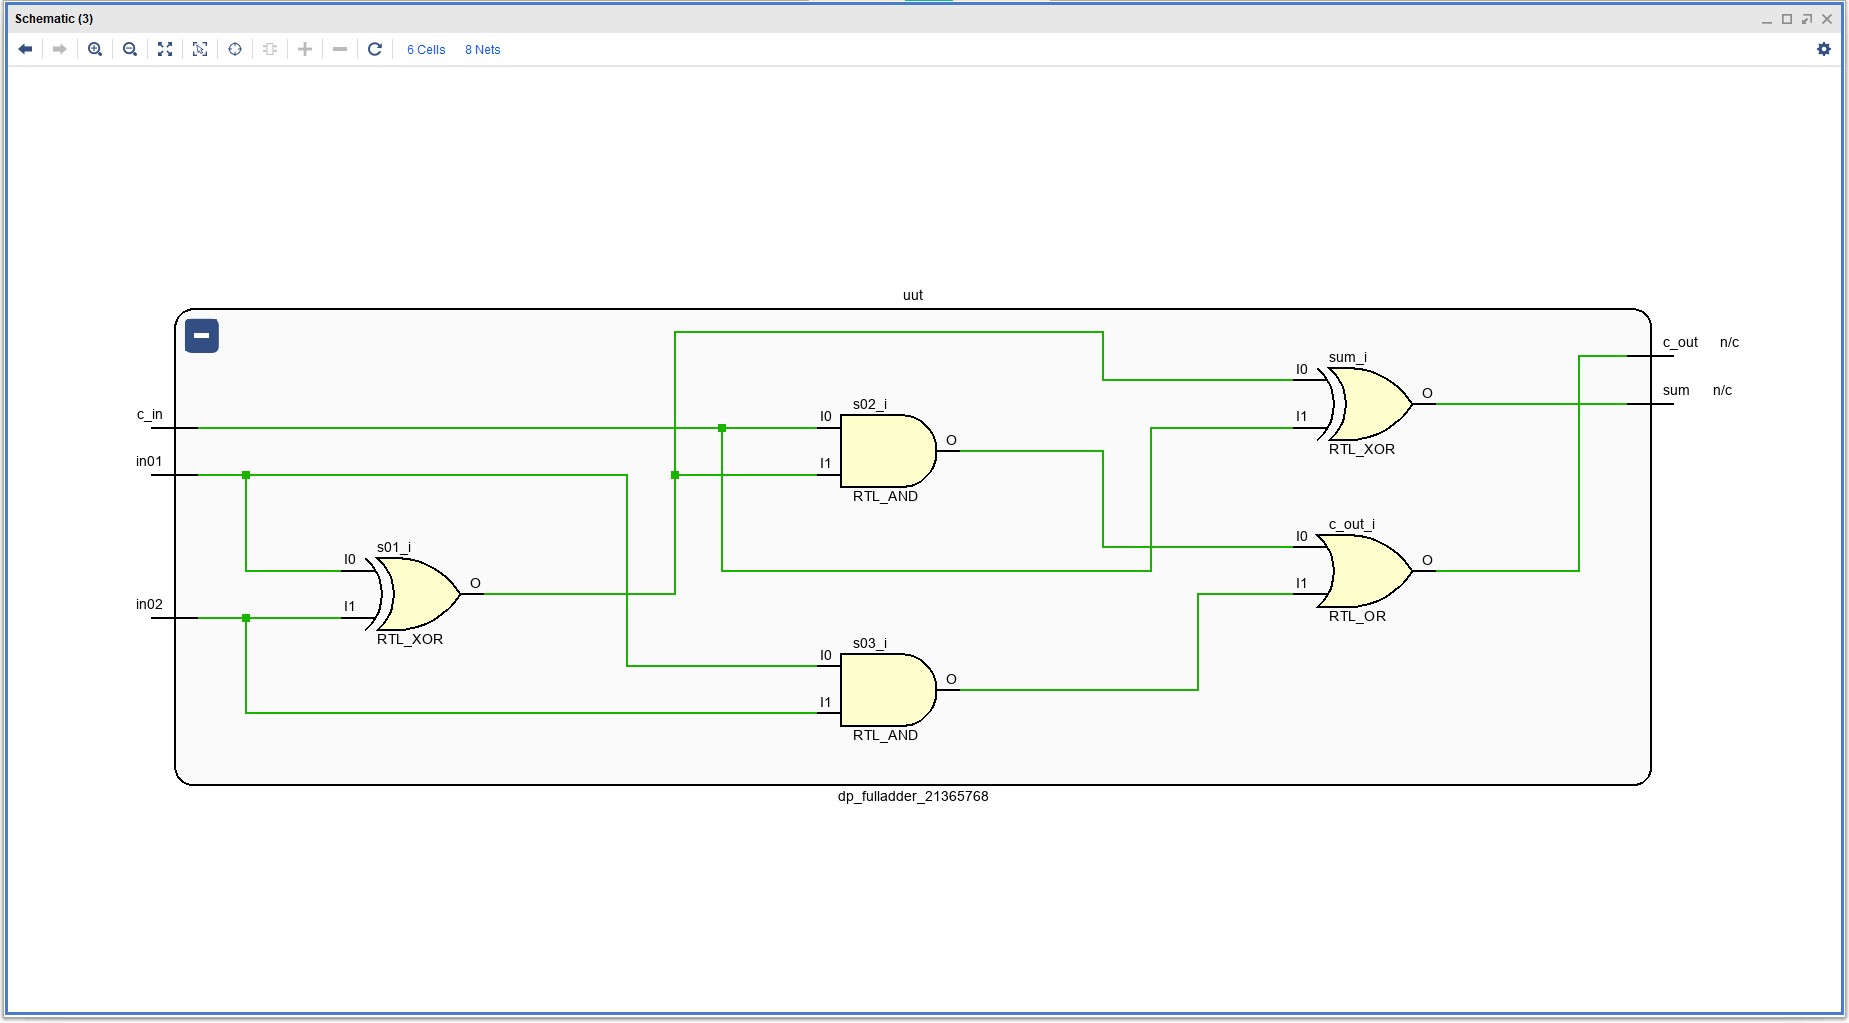 Schematic (3)
6 Cells 8 Nets
uut
c_out n/c
sum_i
I0
O
sum n/c
s02_i
c_in
I0
I1
O
RTL_XOR
in01
I1
RTL_AND
c_out_i
I0
s01_i
I0
O
I1
O
in02
I1
RTL_OR
RTL_XOR
s03_i
I0
O
I1
RTL_AND
dp_fulladder_21365768